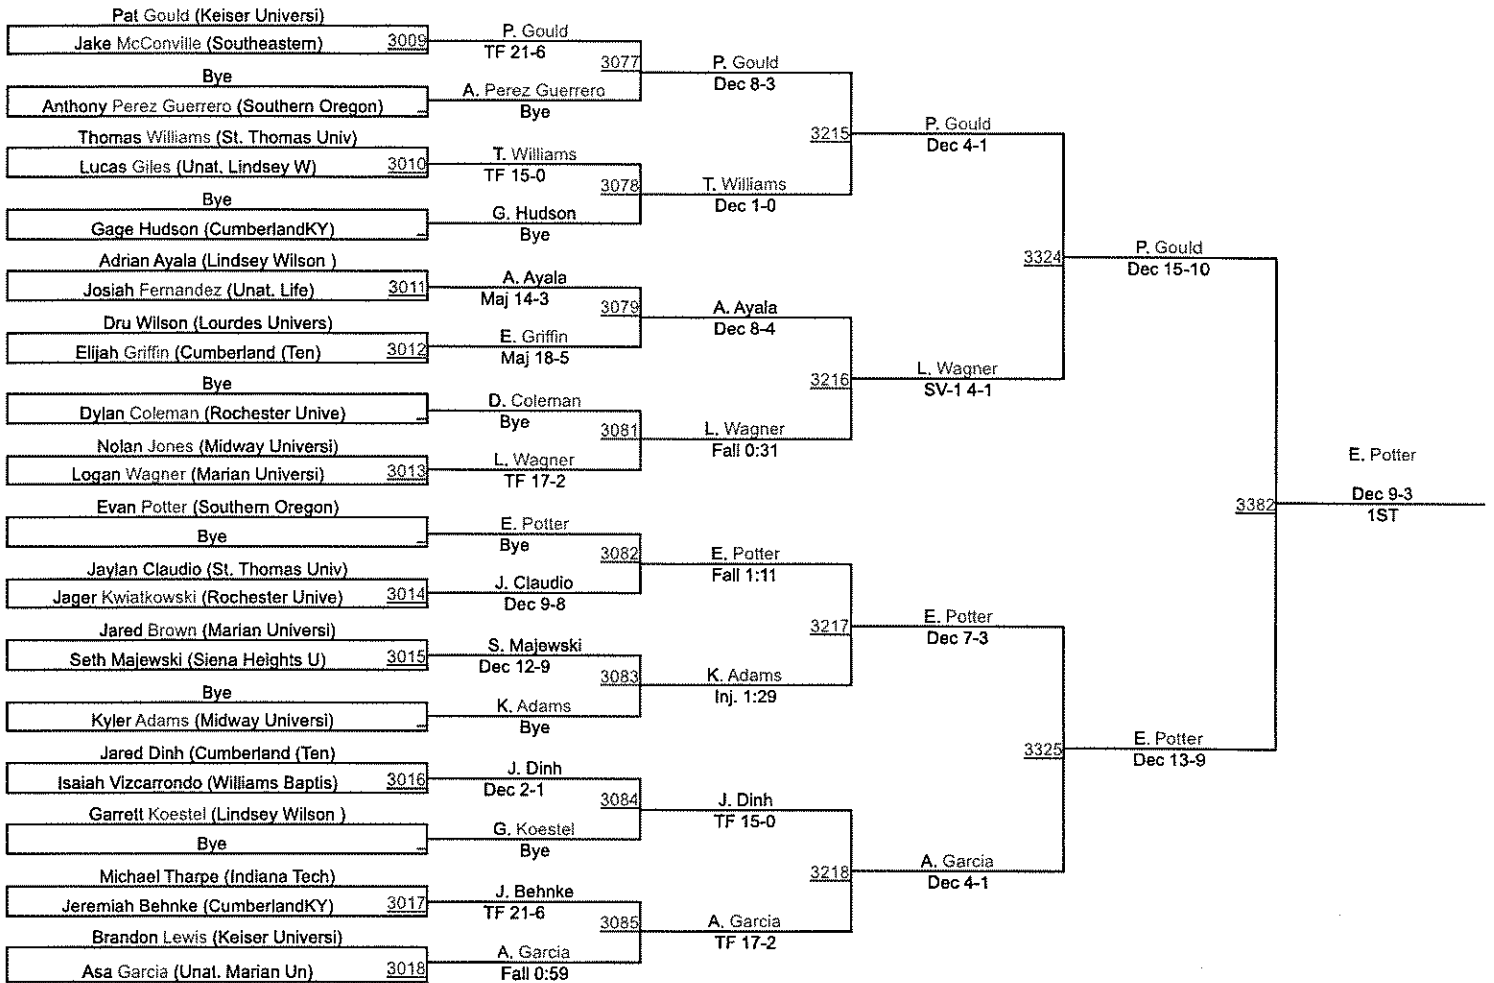 Pat Gould (Keiser Universi)
Jake McConville (Southeastern) 3009
Bye
Anthony Perez Guerrero (Southern Oregon)
Thomas Williams (St. Thomas Univ)
Lucas Giles (Unat. Lindsey W) 3010
Bye
Gage Hudson (CumberlandKY)
Adrian Ayala (Lindsey Wilson )
Josiah Fernandez (Unat. Life) 3011
Dru Wilson (Lourdes Univers)
Elijah Griffin (Cumberland (Ten) 3012
Bye
Dylan Coleman (Rochester Unive)
Nolan Jones (Midway Universi)
Logan Wagner (Marian Universi) 3013
Evan Potter (Southern Oregon)
Bye
Jaylan Claudio (St. Thomas Univ)
Jager Kwiatkowski (Rochester Unive) 3014
Jared Brown (Marian Universi)
Seth Majewski (Siena Heights U) 3015
Bye
Kyler Adams (Midway Universi)
Jared Dinh (Cumberland (Ten)
Isaiah Vizcarrondo (Williams Baptis) 3016
Garrett Koestel (Lindsey Wilson )
Bye
Michael Tharpe (Indiana Tech)
Jeremiah Behnke (CumberlandKY) 3017
Brandon Lewis (Keiser Universi)
Asa Garcia (Unat. Marian Un) 3018
P. Gould
TF 21-6
3077
A. Perez Guerrero
Bye
T. Williams
TF 15-0
3078
G. Hudson
Bye
A. Ayala
Maj 14-3
3079
E. Griffin
Maj 18-5
D. Coleman
Bye
3081
L. Wagner
TF 17-2
E. Potter
Bye
3082
J. Claudio
Dec 9-8
S. Majewski
Dec 12-9
3083
K. Adams
Bye
J. Dinh
Dec 2-1
3084
G. Koestel
Bye
J. Behnke
TF 21-6
3085
A. Garcia
Fall 0:59
P. Gould
Dec 8-3
3215
T. Williams
Dec 1-0
A. Ayala
Dec 8-4
3216
L. Wagner
Fall 0:31
E. Potter
Fall 1:11
3217
K. Adams
Inj. 1:29
J. Dinh
TF 15-0
3218
A. Garcia
TF 17-2
P. Gould
Dec 4-1
3324
L. Wagner
SV-1 4-1
E. Potter
Dec 7-3
3325
A. Garcia
Dec 4-1
P. Gould
Dec 15-10
3382
E. Potter
Dec 13-9
E. Potter
Dec 9-3
1ST